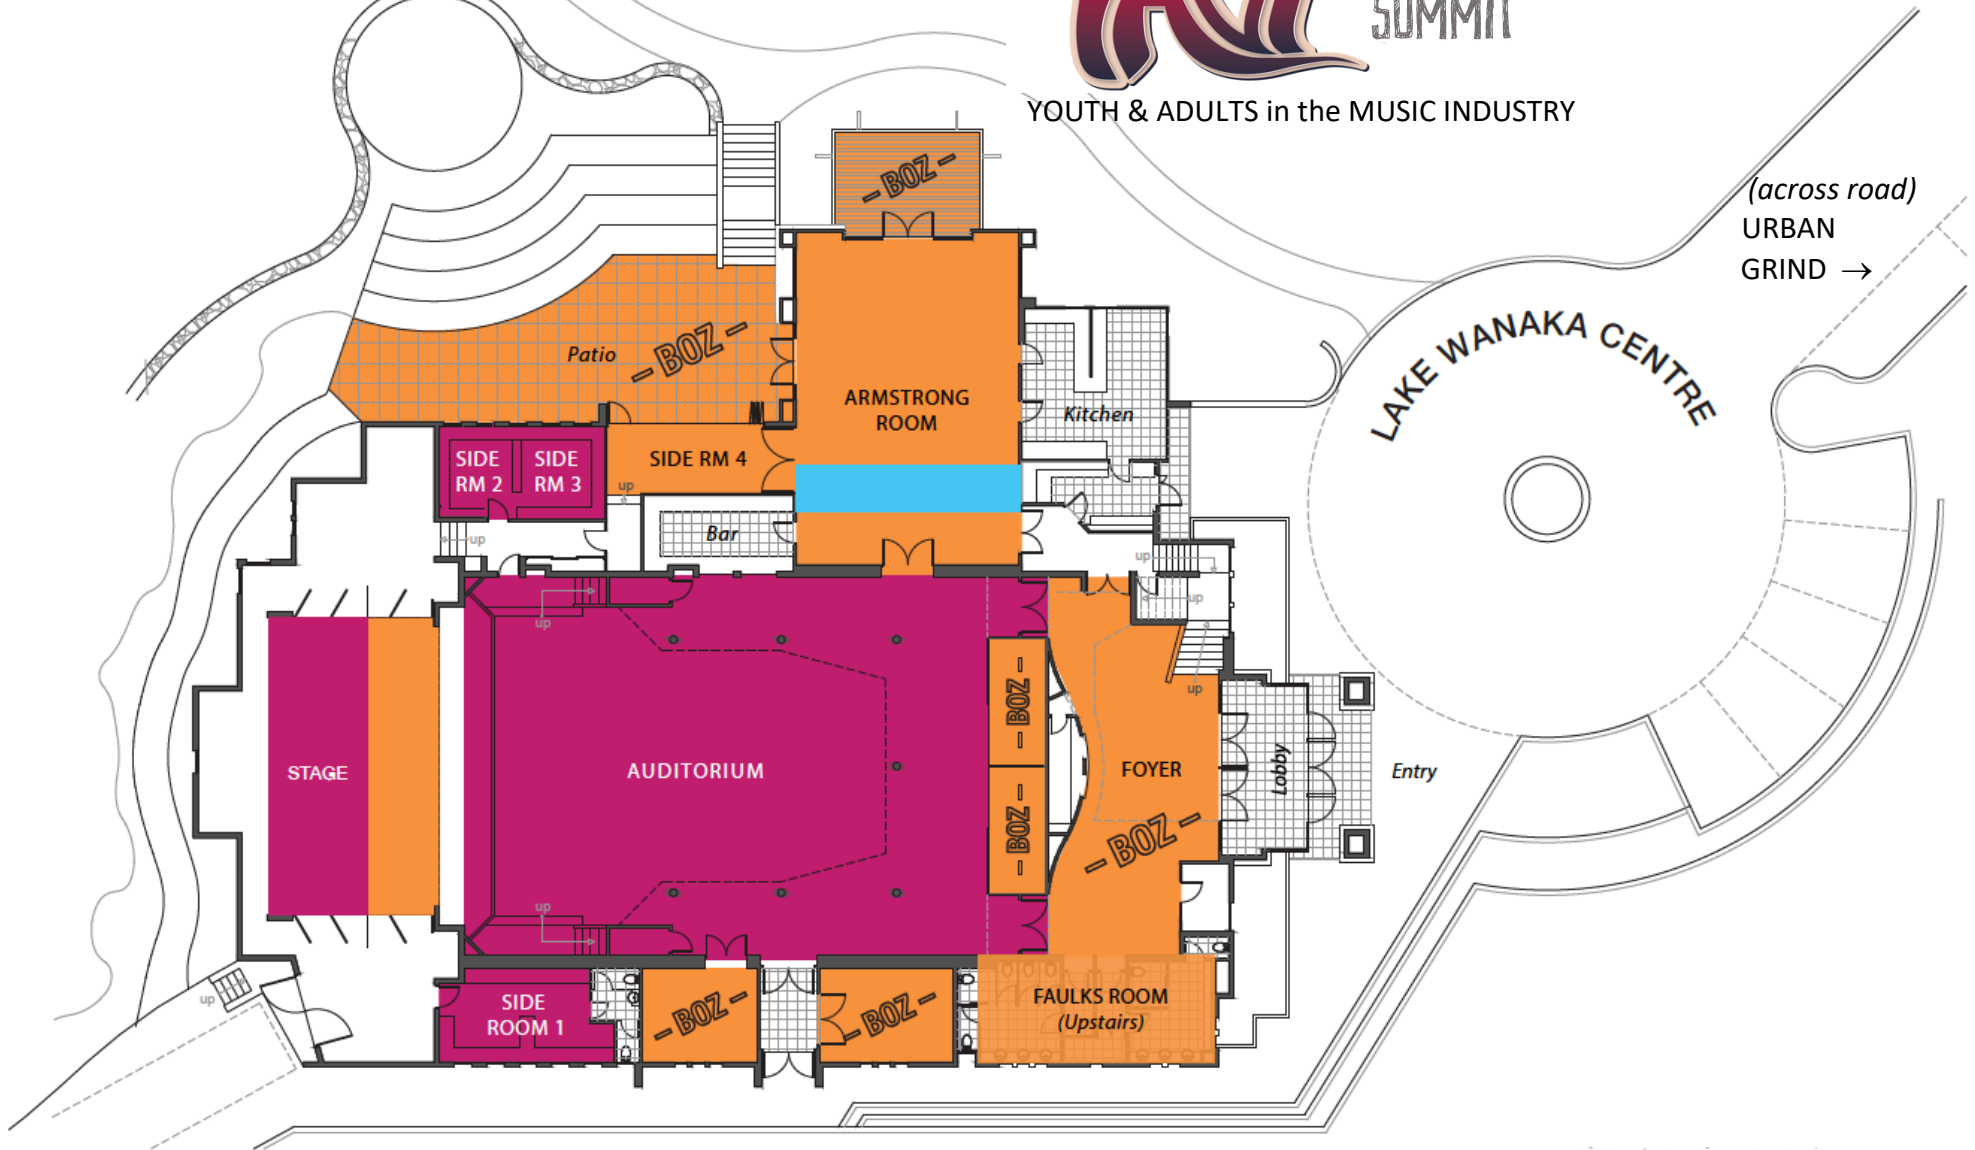 SUMMIT
YOUTH & ADULTS in the MUSIC INDUSTRY
(across road)
URBAN
GRIND →
LAKE WANAKA CENTRE
– BOZ –
Patio
– BOZ –
ARMSTRONG
ROOM
Kitchen
SIDE
RM 2
SIDE
RM 3
SIDE RM 4
up
Bar
up
up
up
up
up
up
STAGE
AUDITORIUM
– BOZ –
– BOZ –
FOYER
– BOZ –
Lobby
Entry
up
up
SIDE
ROOM 1
– BOZ –
– BOZ –
FAULKS ROOM
(Upstairs)